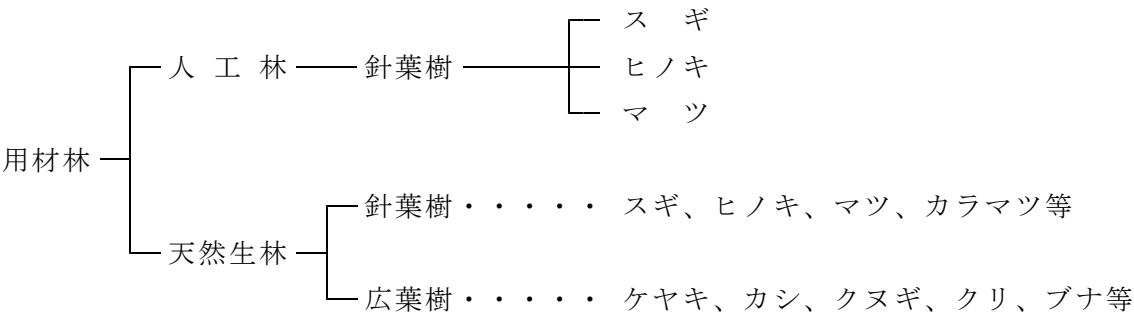 ス ギ
人 工 林 針葉樹 ヒノキ
マ ツ
用材林
針葉樹・・・・・ スギ、ヒノキ、マツ、カラマツ等
天然生林
広葉樹・・・・・ ケヤキ、カシ、クヌギ、クリ、ブナ等